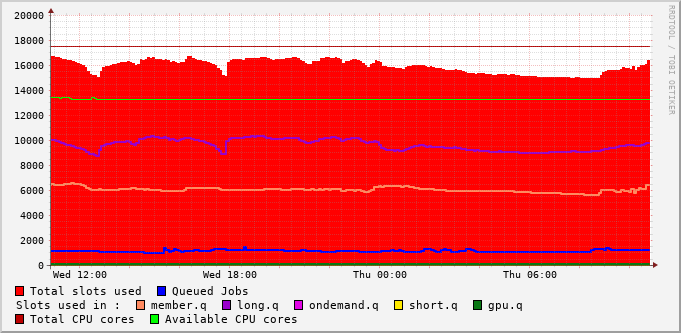 20000
18000
16000
14000
12000
10000
8000
6000
4000
2000
0
Wed 12:00 Wed 18:00 Thu 00:00 Thu 06:00
Total slots used Queued Jobs
Slots used in : member.q long.q ondemand.q short.q gpu.q
Total CPU cores Available CPU cores
RRDTOOL / TOBI OETIKER